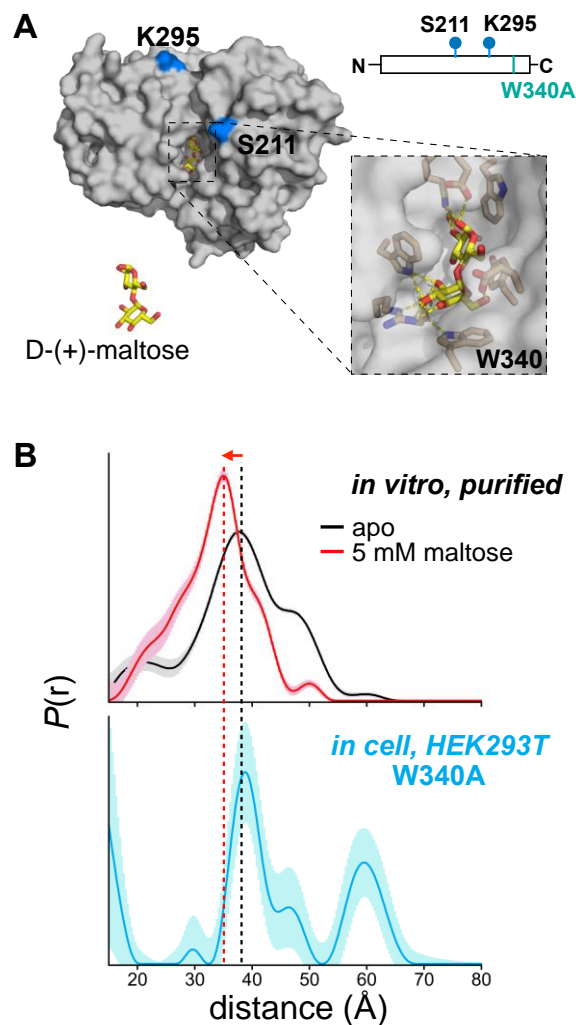 A
K295
S211
D-(+)-maltose
S211 K295
N C
W340A
W340
B
in vitro, purified
apo
5 mM maltose
in cell, HEK293T
W340A
P(r)
20 30 40 50 60 70 80
distance (Å)